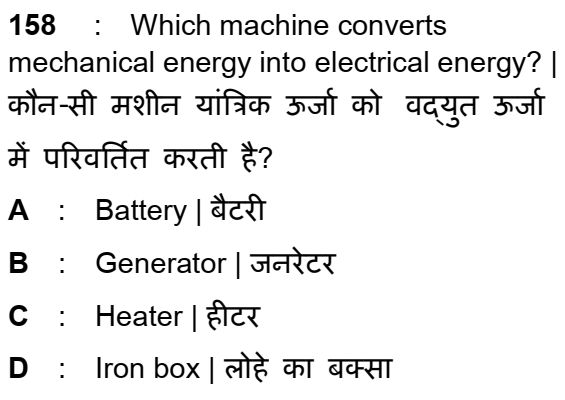 158 : Which machine converts
mechanical energy into electrical energy? |
कौन-सी मशीन यांत्रिक ऊर्जा को वद्युत ऊर्जा
में परिवर्तित करती है?
A : Battery | बैटरी
B : Generator | जनरेटर
C : Heater | हीटर
D : Iron box | लोहे का बक्सा